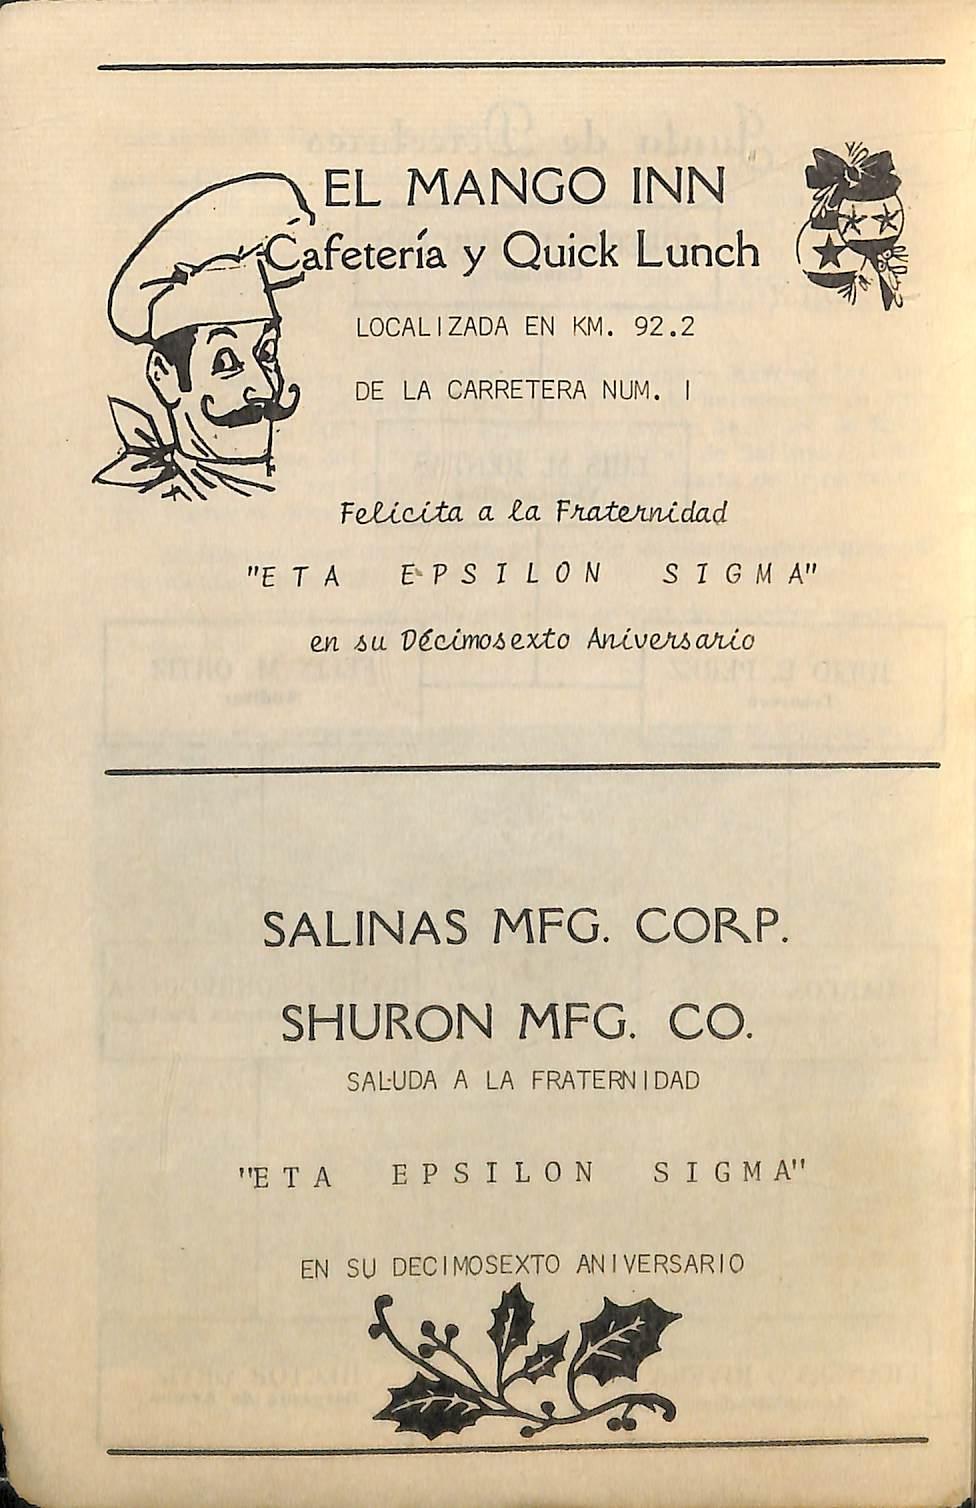 EL MANGO INN
Cafetería y Quick Lunch
LOCALIZADA EN KM. 92.2
DE LA CARRETERA NUM. 1
Felicita a la Fraternidad
"E T A E P S I L O N S I G M A"
en su Décimosexto Aniversario
SALINAS MFG. CORP.
SHURON MFG. CO.
SALUDA A LA FRATERNIDAD
"E T A E P S I L O N S I G M A"
EN SU DECIMOSEXTO ANIVERSARIO